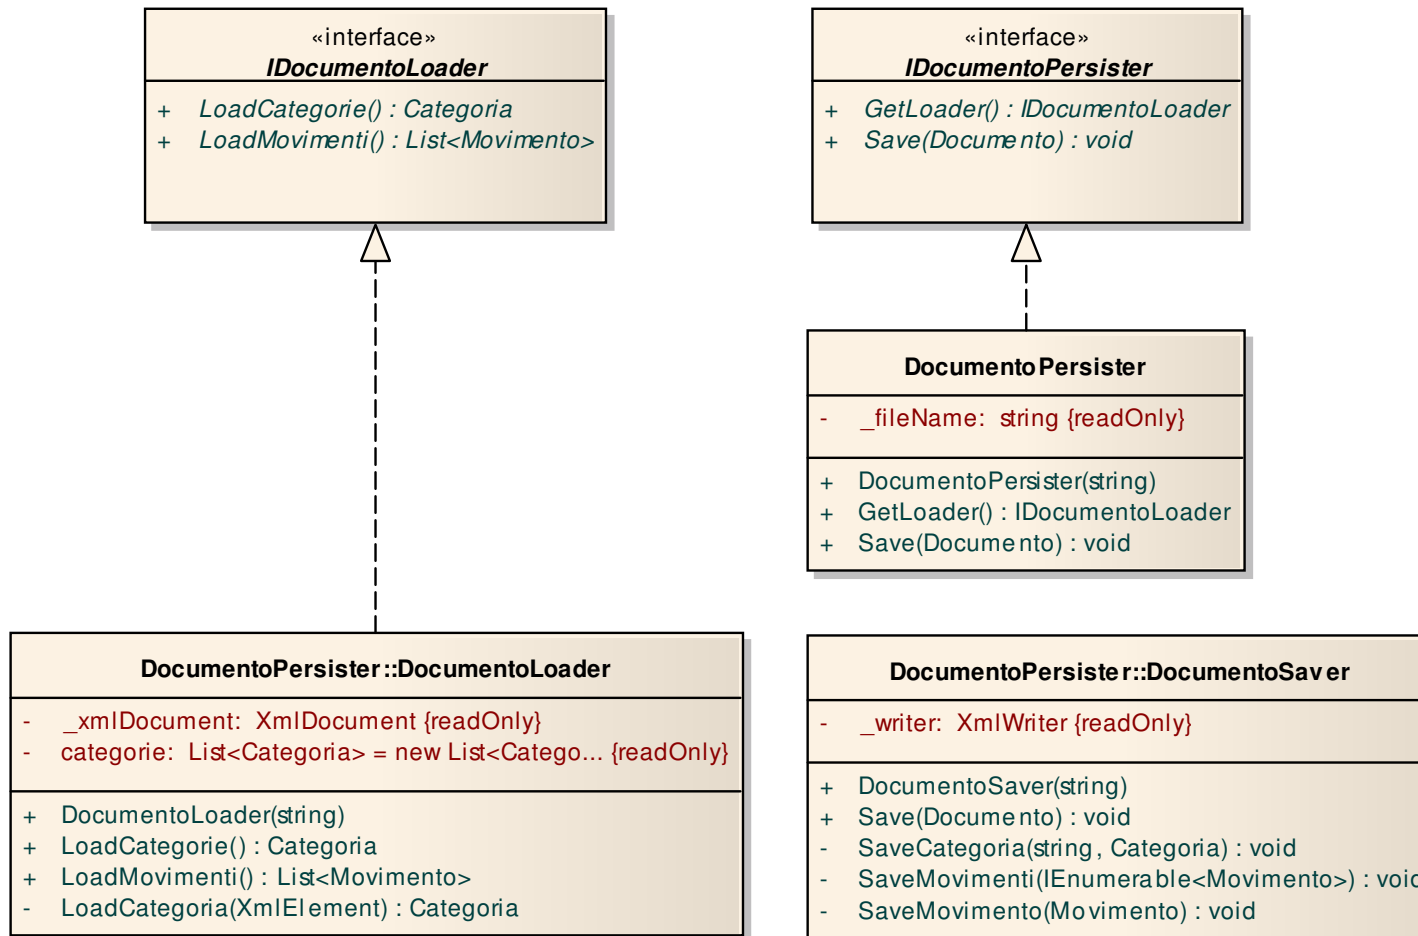 «interface»
IDocumentoLoader
+ LoadCategorie() : Categoria
+ LoadMovimenti() : List<Movimento>
«interface»
IDocumentoPersister
+ GetLoader() : IDocumentoLoader
+ Save(Documento) : void
DocumentoPersister
- _fileName: string {readOnly}
+ DocumentoPersister(string)
+ GetLoader() : IDocumentoLoader
+ Save(Documento) : void
DocumentoPersister::DocumentoLoader
- _xmlDocument: XmlDocument {readOnly}
- categorie: List<Categoria> = new List<Catego... {readOnly}
+ DocumentoLoader(string)
+ LoadCategorie() : Categoria
+ LoadMovimenti() : List<Movimento>
- LoadCategoria(XmlElement) : Categoria
DocumentoPersister::DocumentoSaver
- _writer: XmlWriter {readOnly}
+ DocumentoSaver(string)
+ Save(Documento) : void
- SaveCategoria(string, Categoria) : void
- SaveMovimenti(IEnumerable<Movimento>) : void
- SaveMovimento(Movimento) : void